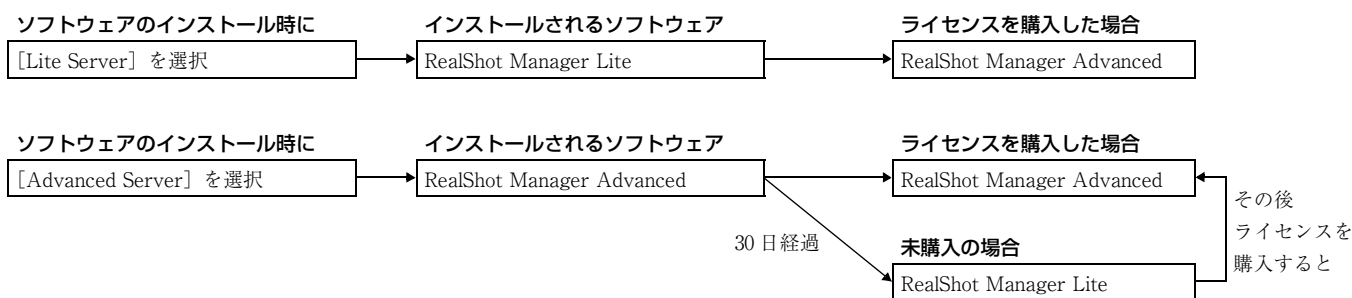 ソフトウェアのインストール時に
［Lite Server］を選択
インストールされるソフトウェア
RealShot Manager Lite
ライセンスを購入した場合
RealShot Manager Advanced
ソフトウェアのインストール時に
［Advanced Server］を選択
インストールされるソフトウェア
RealShot Manager Advanced
ライセンスを購入した場合
RealShot Manager Advanced
30 日経過
未購入の場合
RealShot Manager Lite
その後
ライセンスを
購入すると